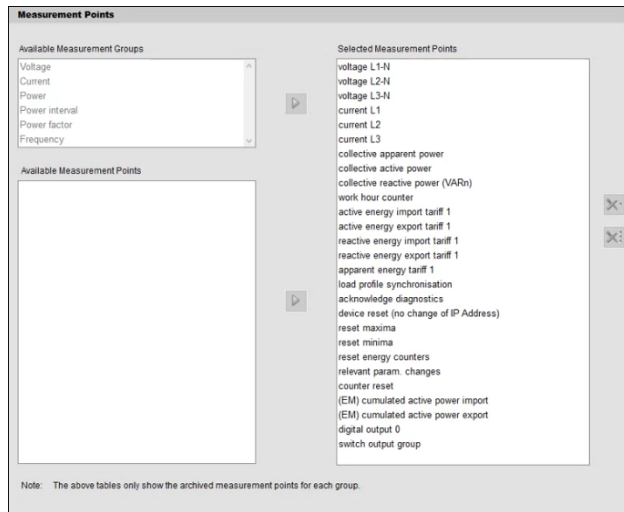 Measurement Points
Available Measurement Groups
Voltage
Current
Power
Power interval
Power factor
Frequency
Available Measurement Points
Selected Measurement Points
voltage L1-N
voltage L2-N
voltage L3-N
current L1
current L2
current L3
collective apparent power
collective active power
collective reactive power (VARn)
work hour counter
active energy import tariff 1
active energy export tariff 1
reactive energy import tariff 1
reactive energy export tariff 1
apparent energy tariff 1
load profile synchronisation
acknowledge diagnostics
device reset (no change of IP Address)
reset maxima
reset minima
reset energy counters
relevant param. changes
counter reset
(EM) cumulated active power import
(EM) cumulated active power export
digital output 0
switch output group
Note: The above tables only show the archived measurement points for each group.